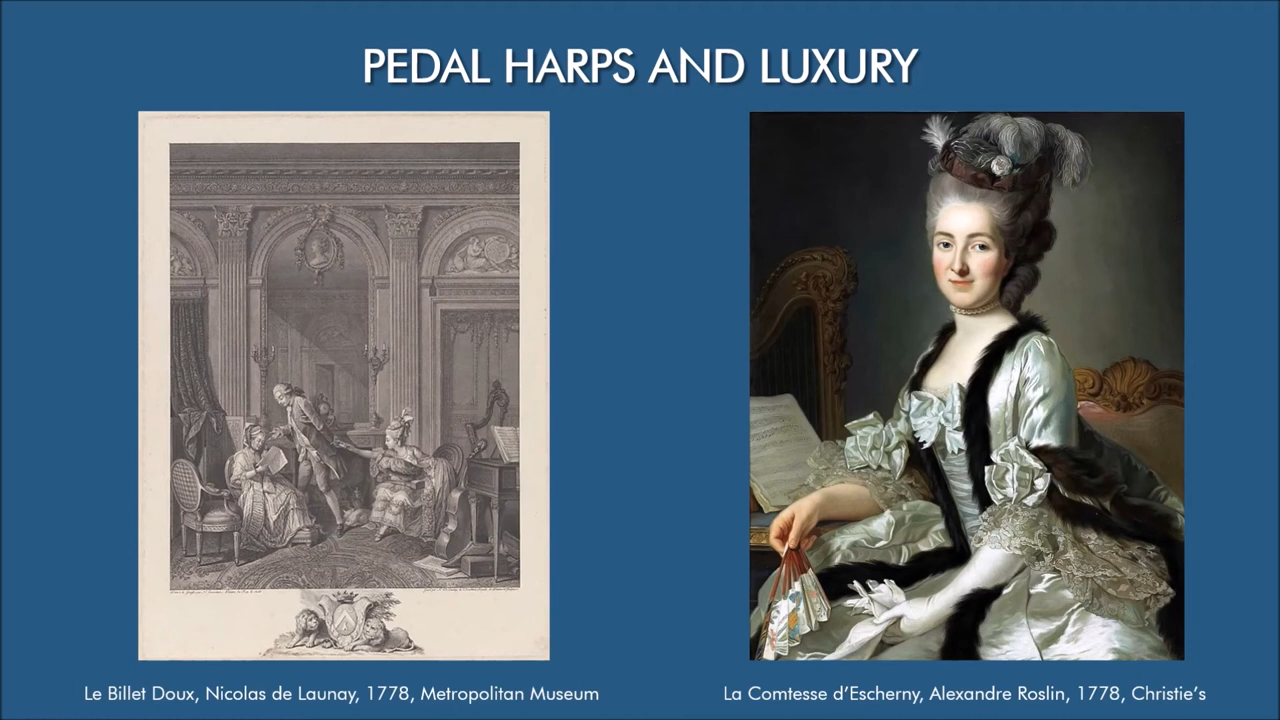 PEDAL HARPS AND LUXURY
Le Billet Doux, Nicolas de Launay, 1778, Metropolitan Museum
La Comtesse d'Escherny, Alexandre Roslin, 1778, Christie's